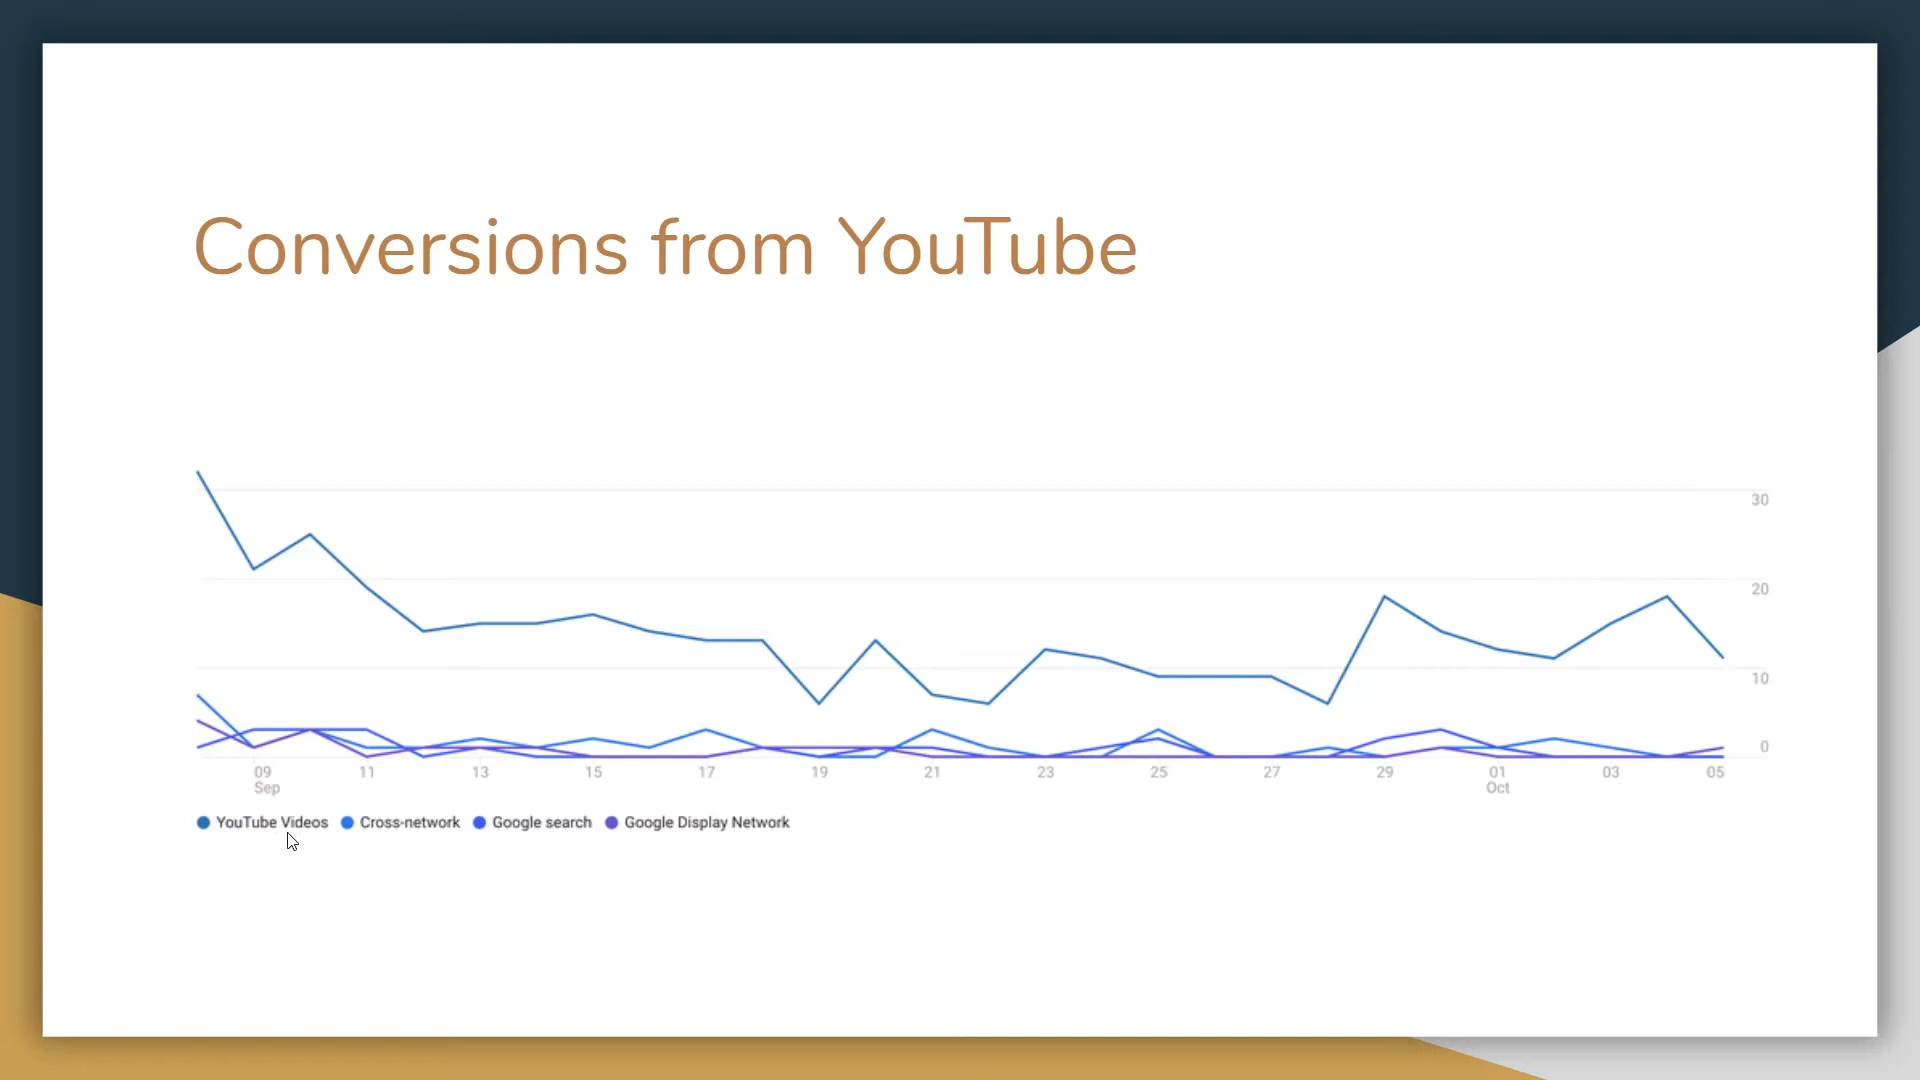 Conversions from YouTube
30
20
10
0
09 11 13 15 17 19 21 23 25 27 29 01 03 05
Sep Oct
YouTube Videos Cross-network Google search Google Display Network